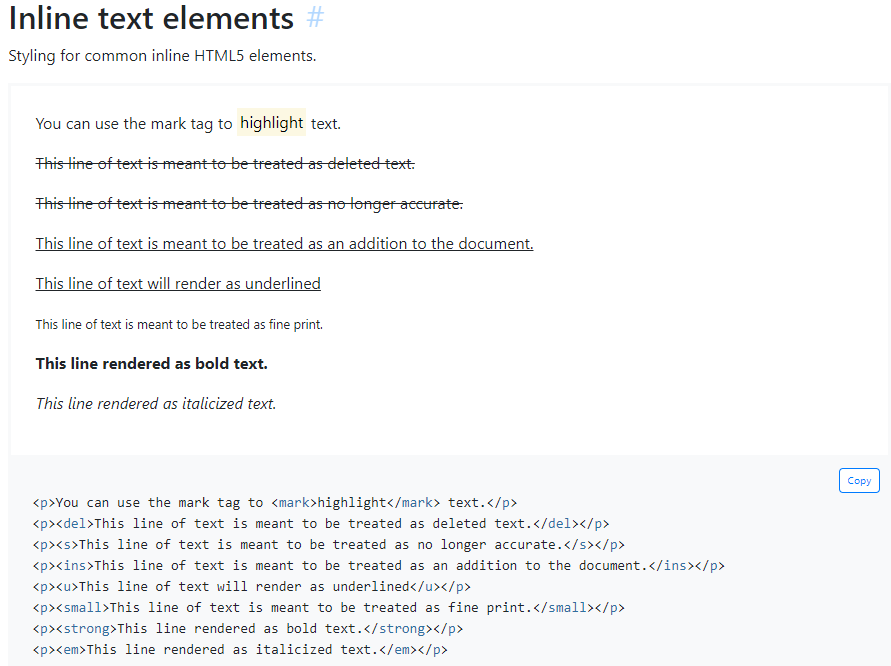 Inline text elements #
Styling for common inline HTML5 elements.
You can use the mark tag to highlight text.
This line of text is meant to be treated as deleted text.
This line of text is meant to be treated as no longer accurate.
This line of text is meant to be treated as an addition to the document.
This line of text will render as underlined
This line of text is meant to be treated as fine print.
This line rendered as bold text.
This line rendered as italicized text.
Copy
<p>You can use the mark tag to <mark>highlight</mark> text.</p>
<p><del>This line of text is meant to be treated as deleted text.</del></p>
<p><s>This line of text is meant to be treated as no longer accurate.</s></p>
<p><ins>This line of text is meant to be treated as an addition to the document.</ins></p>
<p><u>This line of text will render as underlined</u></p>
<p><small>This line of text is meant to be treated as fine print.</small></p>
<p><strong>This line rendered as bold text.</strong></p>
<p><em>This line rendered as italicized text.</em></p>